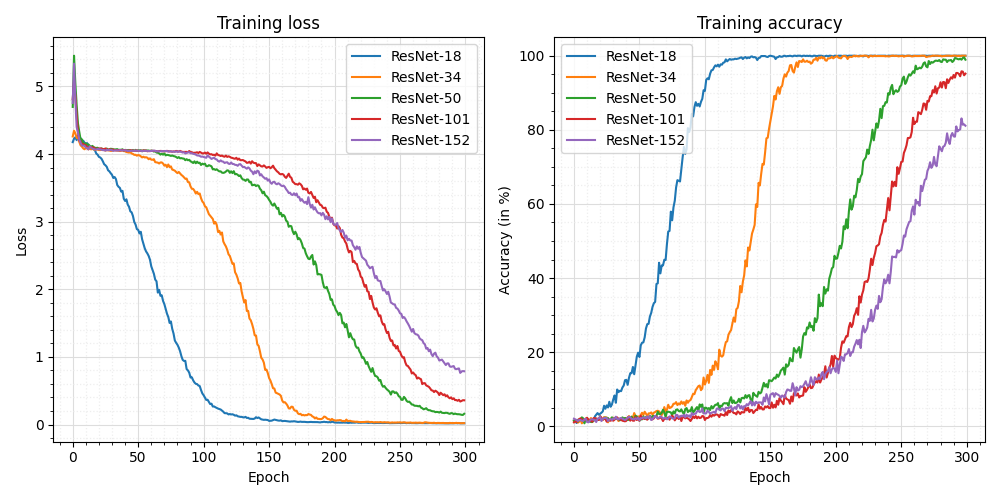 Training loss
Loss
5
4
3
2
1
0
0 50 100 150 200 250 300
Epoch
ResNet-18
ResNet-34
ResNet-50
ResNet-101
ResNet-152
Training accuracy
Accuracy (in %)
100
80
60
40
20
0
0 50 100 150 200 250 300
Epoch
ResNet-18
ResNet-34
ResNet-50
ResNet-101
ResNet-152